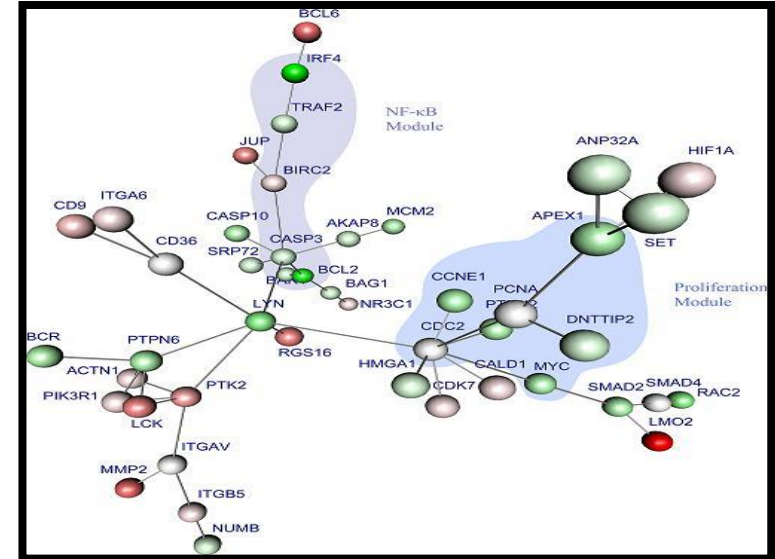 BCL6
IRF4
TRAF2
NF-κB
Module
JUP
BIRC2
ANP32A
HIF1A
ITGA6
CD9
CASP10
AKAP8
MCM2
APEX1
SET
CD36
SRP72
CASP3
BCL2
BAG1
CCNE1
PCNA
Proliferation
Module
LYN
NR3C1
CDC2
DNTTIP2
BCR
PTPN6
RGS16
HMGA1
CALD1
MYC
ACTN1
PTK2
CDK7
SMAD2
SMAD4
RAC2
PIK3R1
LCK
LMO2
ITGAV
MMP2
ITGB5
NUMB